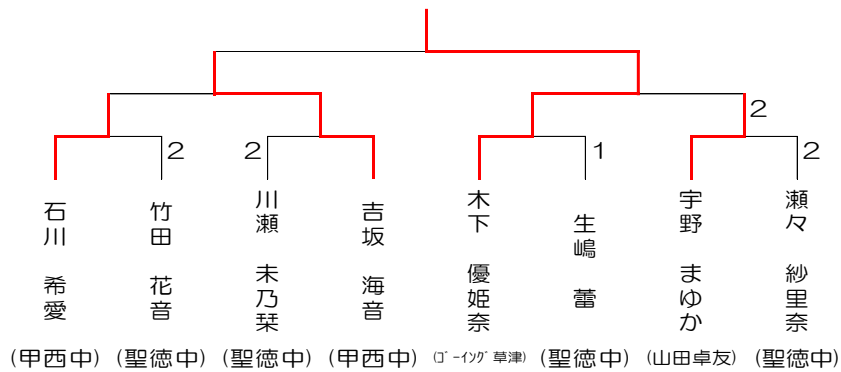 2
2
2
1
2
石川 希愛
竹田 花音
川瀬 未乃栞
吉坂 海音
木下 優姫奈
生嶋 蕾
宇野 まゆか
瀬々 紗里奈
(甲西中)
(聖徳中)
(聖徳中)
(甲西中)
(ゴーイング草津)
(聖徳中)
(山田卓友)
(聖徳中)